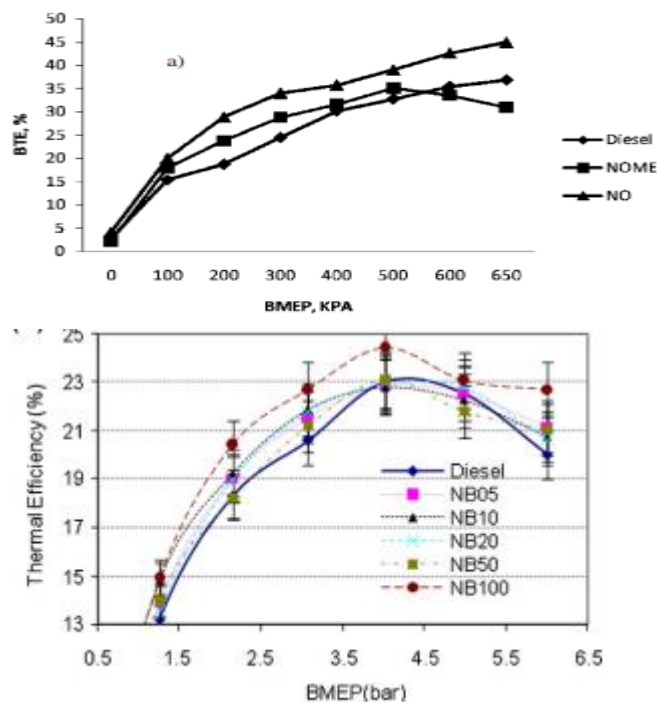 50
45
40
35
30
25
20
15
10
5
0
a)
BTE, %
Diesel
NOME
NO
0 100 200 300 400 500 600 650
BMEP, KPA
25
23
21
19
17
15
13
Thermal Efficiency (%)
Diesel
NB05
NB10
NB20
NB50
NB100
0.5 1.5 2.5 3.5 4.5 5.5 6.5
BMEP(bar)